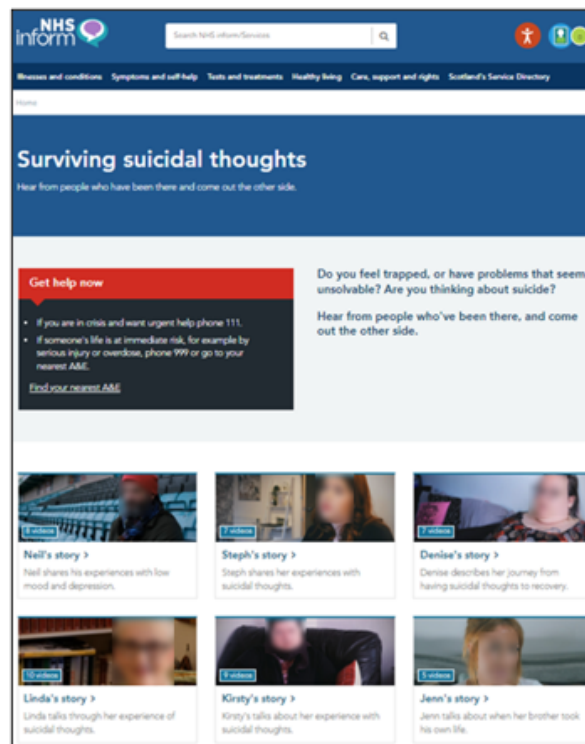 NHS
inform
Search NHS inform/Services
Illnesses and conditions Symptoms and self-help Tests and treatments Healthy living Care, support and rights Scotland's Service Directory
Home
Surviving suicidal thoughts
Hear from people who have been there and come out the other side.
Get help now
• If you are in crisis and want urgent help phone 111.
• If someone's life is at immediate risk, for example by
serious injury or overdose, phone 999 or go to your
nearest A&E.
Find your nearest A&E
Do you feel trapped, or have problems that seem
unsolvable? Are you thinking about suicide?
Hear from people who've been there, and come
out the other side.
videos
7 videos
7 videos
Neil's story >
Steph's story >
Denise's story >
Neil shares his experiences with low
mood and depression.
Steph shares her experiences with
suicidal thoughts.
Denise describes her journey from
having suicidal thoughts to recovery.
10 videos
9 videos
5 videos
Linda's story >
Kirsty's story >
Jenn's story >
Linda talks through her experience of
suicidal thoughts.
Kirsty's talks about her experience with
suicidal thoughts.
Jenn talks about when her brother took
his own life.